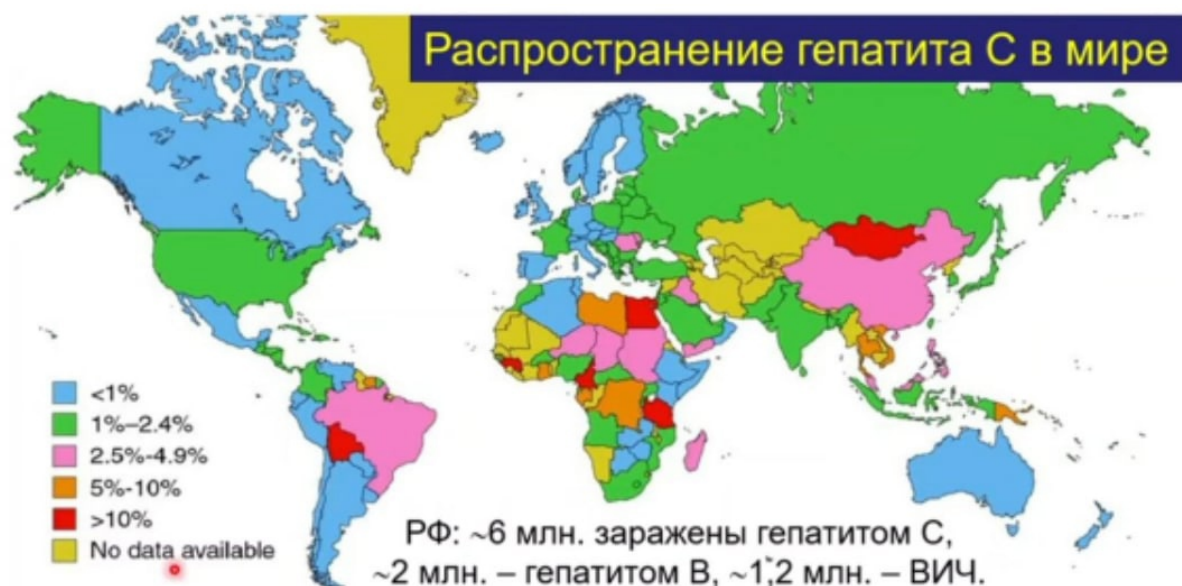 Распространение гепатита С в мире
<1%
1%–2.4%
2.5%-4.9%
5%-10%
>10%
No data available
РФ: ~6 млн. заражены гепатитом С,
~2 млн. – гепатитом В, ~1,2 млн. – ВИЧ.